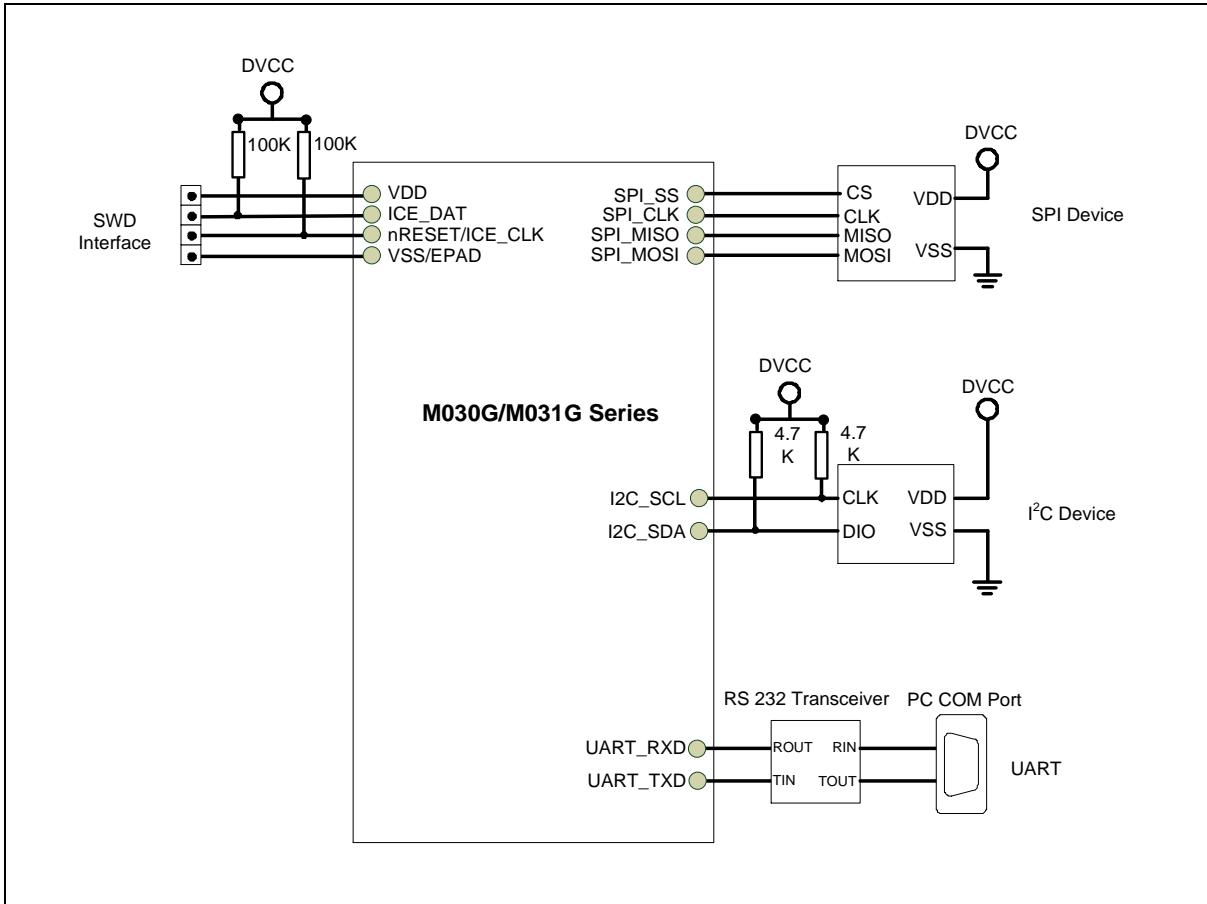 DVCC
100K
100K
SWD
Interface
VDD
ICE_DAT
nRESET/ICE_CLK
VSS/EPAD
SPI_SS
SPI_CLK
SPI_MISO
SPI_MOSI
CS
CLK
MISO
MOSI
VDD
VSS
DVCC
SPI Device
M030G/M031G Series
DVCC
4.7
K
4.7
K
DVCC
I2C_SCL
I2C_SDA
CLK
DIO
VDD
VSS
I²C Device
RS 232 Transceiver
PC COM Port
UART_RXD
UART_TXD
ROUT
RIN
TIN
TOUT
UART